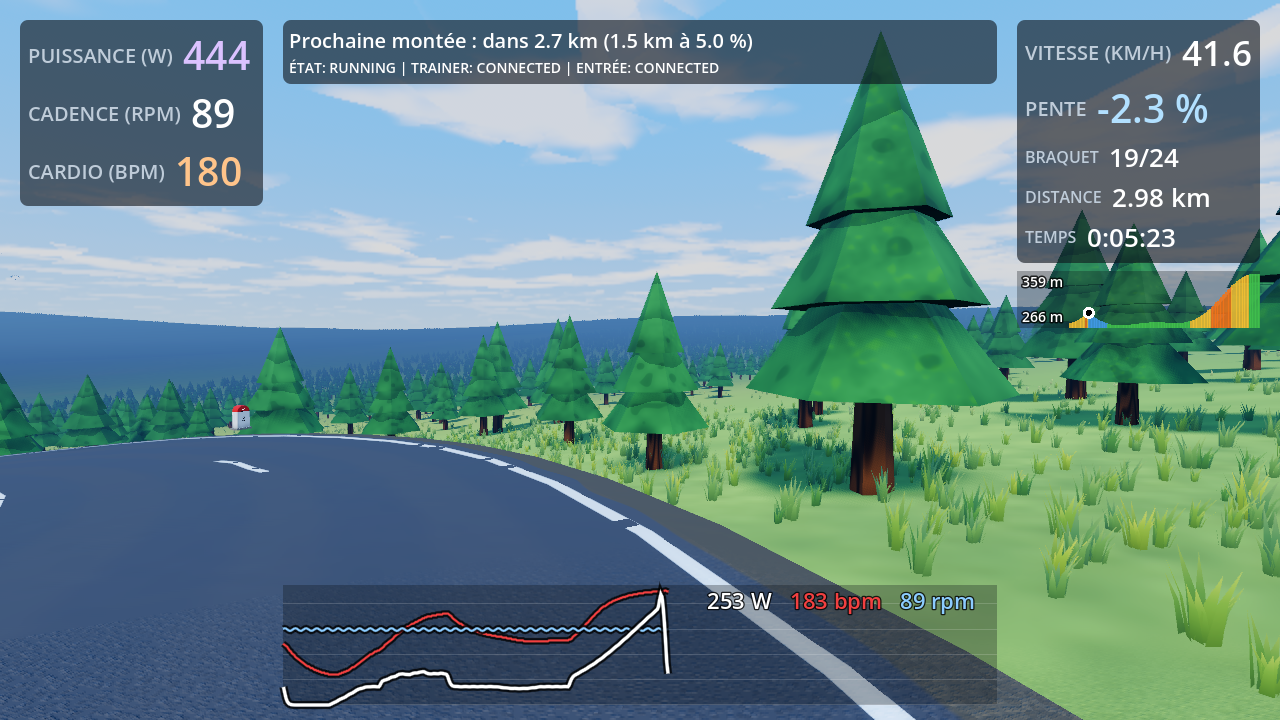 PUISSANCE (W) 444
CADENCE (RPM) 89
CARDIO (BPM) 180
Prochaine montée : dans 2.7 km (1.5 km à 5.0 %)
ÉTAT: RUNNING | TRAINER: CONNECTED | ENTRÉE: CONNECTED
VITESSE (KM/H) 41.6
PENTE -2.3 %
BRAQUET 19/24
DISTANCE 2.98 km
TEMPS 0:05:23
359 m
266 m
253 W 183 bpm 89 rpm